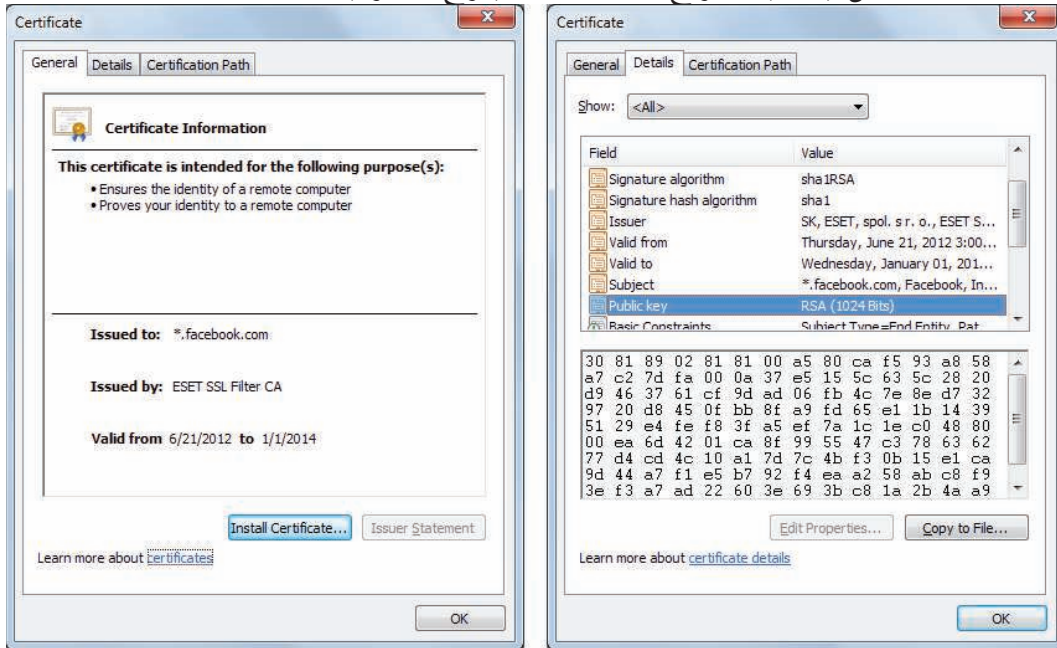 Certificate
General Details Certification Path
Certificate Information
This certificate is intended for the following purpose(s):
• Ensures the identity of a remote computer
• Proves your identity to a remote computer
Issued to: *.facebook.com
Issued by: ESET SSL Filter CA
Valid from 6/21/2012 to 1/1/2014
Install Certificate... Issuer Statement
Learn more about certificates
OK
Certificate
General Details Certification Path
Show: <All>
Field Value
Signature algorithm sha1RSA
Signature hash algorithm sha1
Issuer SK, ESET, spol. s r. o., ESET S...
Valid from Thursday, June 21, 2012 3:00...
Valid to Wednesday, January 01, 201...
Subject *.facebook.com, Facebook, In...
Public key RSA (1024 Bits)
Basic Constraints Subject Type=End Entity, Pat
30 81 89 02 81 81 00 a5 80 ca f5 93 a8 58
a7 c2 7d fa 00 0a 37 e5 15 5c 63 5c 28 20
d9 46 37 61 cf 9d ad 06 fb 4c 7e 8e d7 32
97 20 d8 45 0f bb 8f a9 fd 65 e1 1b 14 39
51 29 e4 fe f8 3f a5 ef 7a 1c 1e c0 48 80
00 ea 6d 42 01 ca 8f 99 55 47 c3 78 63 62
77 d4 cd 4c 10 a1 7d 7c 4b f3 0b 15 e1 ca
9d 44 a7 f1 e5 b7 92 f4 ea a2 58 ab c8 f9
3e f3 a7 ad 22 60 3e 69 3b c8 1a 2b 4a a9
Edit Properties... Copy to File...
Learn more about certificate details
OK